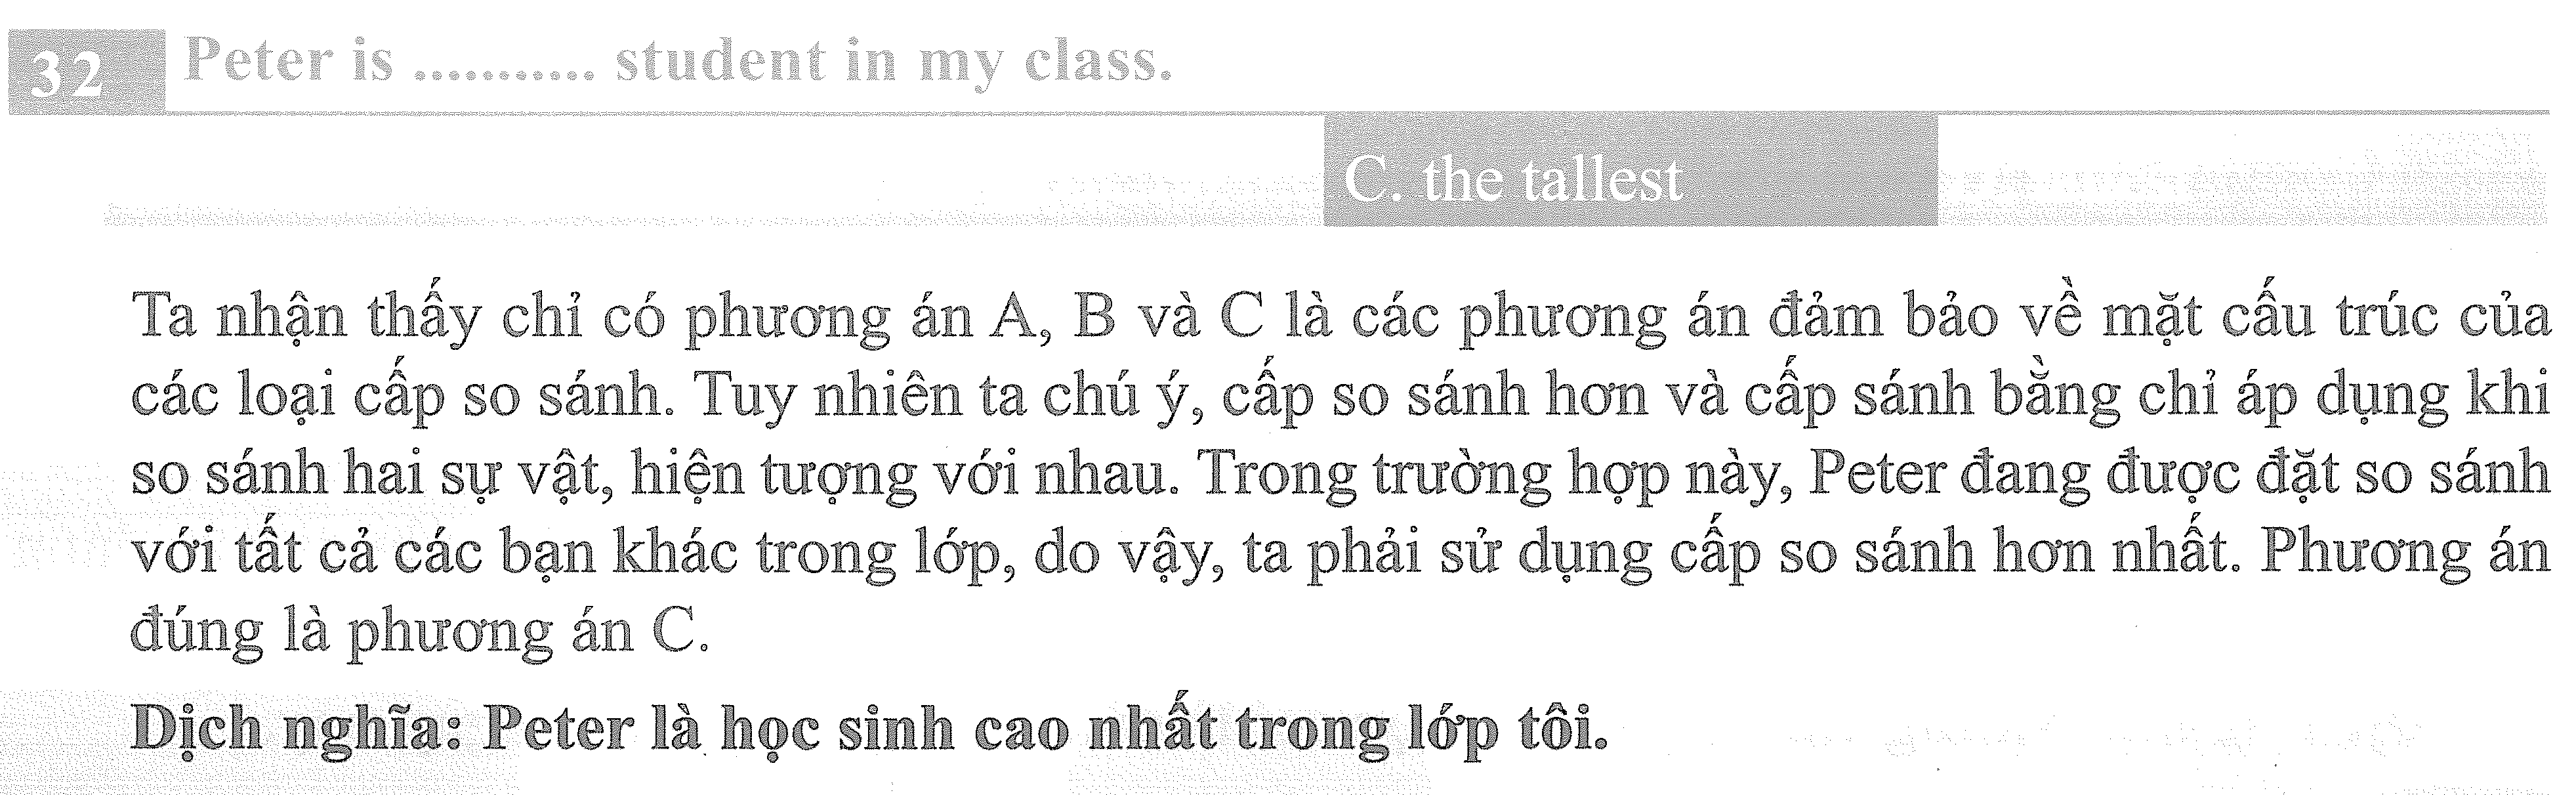 32 Peter is ........... student in my class.
C. the tallest
Ta nhận thấy chỉ có phương án A, B và C là các phương án đảm bảo về mặt cấu trúc của
các loại cấp so sánh. Tuy nhiên ta chú ý, cấp so sánh hơn và cấp sánh bằng chỉ áp dụng khi
so sánh hai sự vật, hiện tượng với nhau. Trong trường hợp này, Peter đang được đặt so sánh
với tất cả các bạn khác trong lớp, do vậy, ta phải sử dụng cấp so sánh hơn nhất. Phương án
đúng là phương án C.
Dịch nghĩa: Peter là học sinh cao nhất trong lớp tôi.